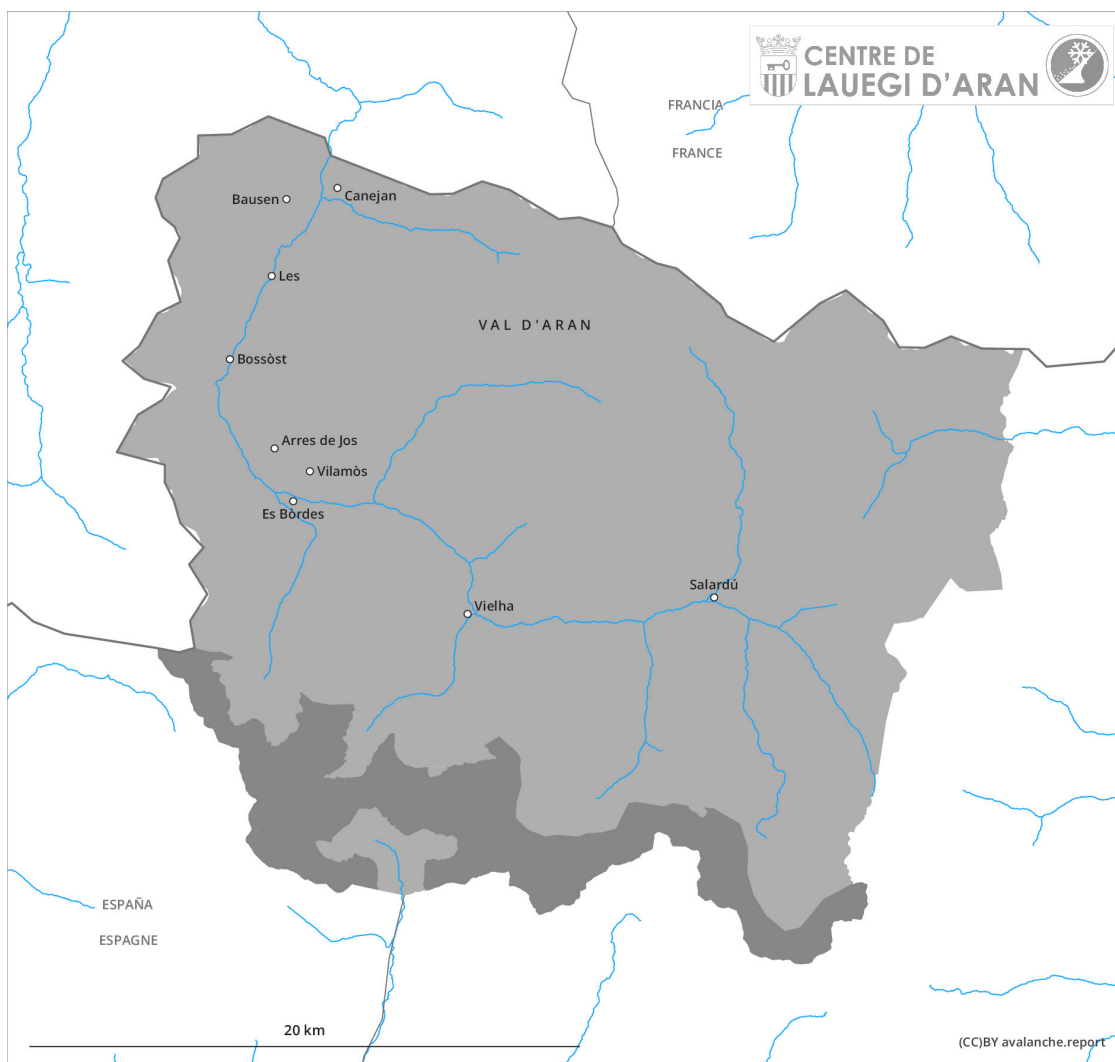 CENTRE DE
LAUEGI D'ARAN
FRANCIA
FRANCE
Bausen
Canejan
Les
VAL D'ARAN
Bossòst
Arres de Jos
Vilamòs
Es Bòrdes
Salardú
Vielha
ESPAÑA
ESPAGNE
20 km
(CC)BY avalanche.report